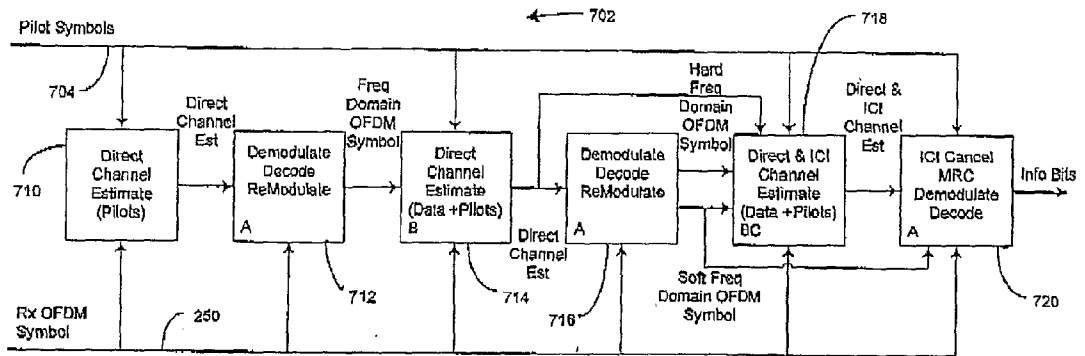 702
718
Pilot Symbols
704
Direct
Channel
Est
Freq
Domain
OFDM
Symbol
Hard
Freq
Domain
OFDM
Symbol
Direct &
ICI
Channel
Est
710
Direct
Channel
Estimate
(Pilots)
Demodulate
Decode
ReModulate
A
Direct
Channel
Estimate
(Data +Pilots)
B
Demodulate
Decode
ReModulate
A
Direct & ICI
Channel
Estimate
(Data +Pilots)
BC
ICI Cancel
MRC
Demodulate
Decode
A
Info Bits
Direct
Channel
Est
Soft Freq
Domain OFDM
Symbol
712
714
716
720
Rx OFDM
Symbol
250